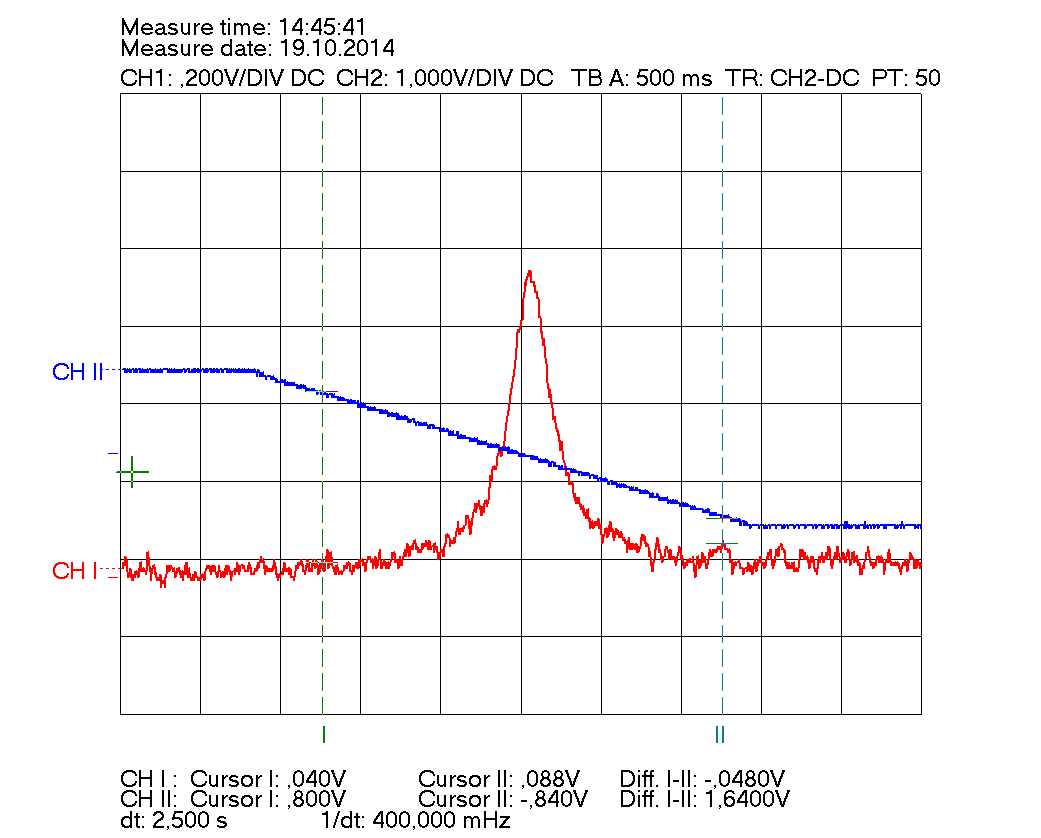 Measure time: 14:45:41
Measure date: 19.10.2014
CH1: ,200V/DIV DC CH2: 1,000V/DIV DC TB A: 500 ms TR: CH2-DC PT: 50
CH II
CH I
I II
CH I : Cursor I: ,040V Cursor II: ,088V Diff. I-II: -,0480V
CH II: Cursor I: ,800V Cursor II: -,840V Diff. I-II: 1,6400V
dt: 2,500 s 1/dt: 400,000 mHz